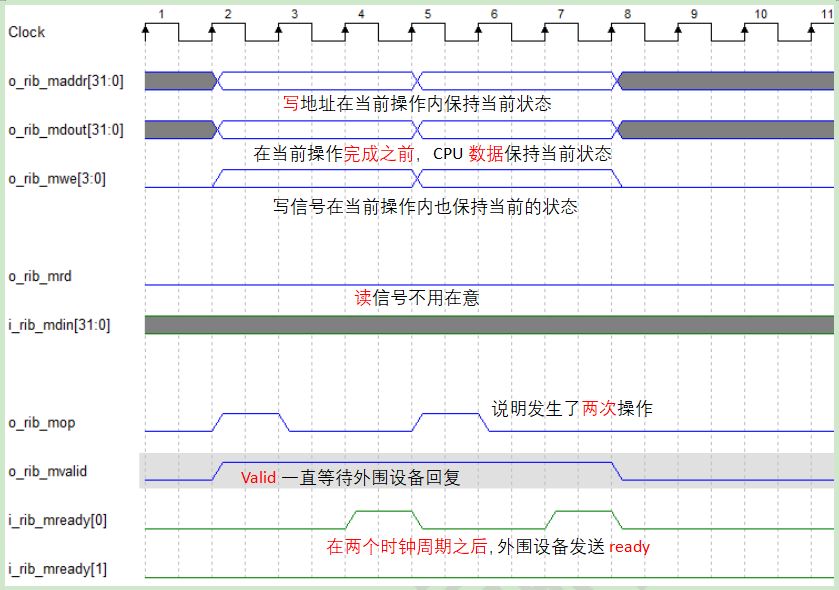 1 2 3 4 5 6 7 8 9 10 11
Clock
o_rib_maddr[31:0]
写地址在当前操作内保持当前状态
o_rib_mdout[31:0]
在当前操作完成之前，CPU 数据保持当前状态
o_rib_mwe[3:0]
写信号在当前操作内也保持当前的状态
o_rib_mrd
读信号不用在意
i_rib_mdin[31:0]
说明发生了两次操作
o_rib_mop
o_rib_mvalid
Valid 一直等待外围设备回复
i_rib_mready[0]
在两个时钟周期之后, 外围设备发送 ready
i_rib_mready[1]